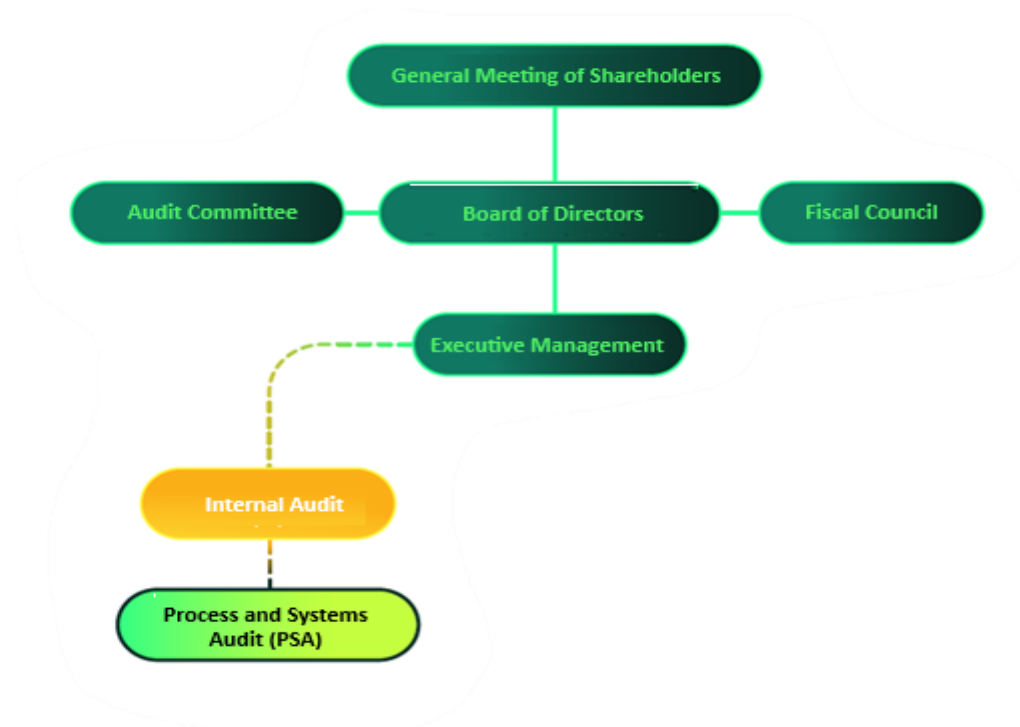 General Meeting of Shareholders
Audit Committee
Board of Directors
Fiscal Council
Executive Management
Internal Audit
Process and Systems
Audit (PSA)